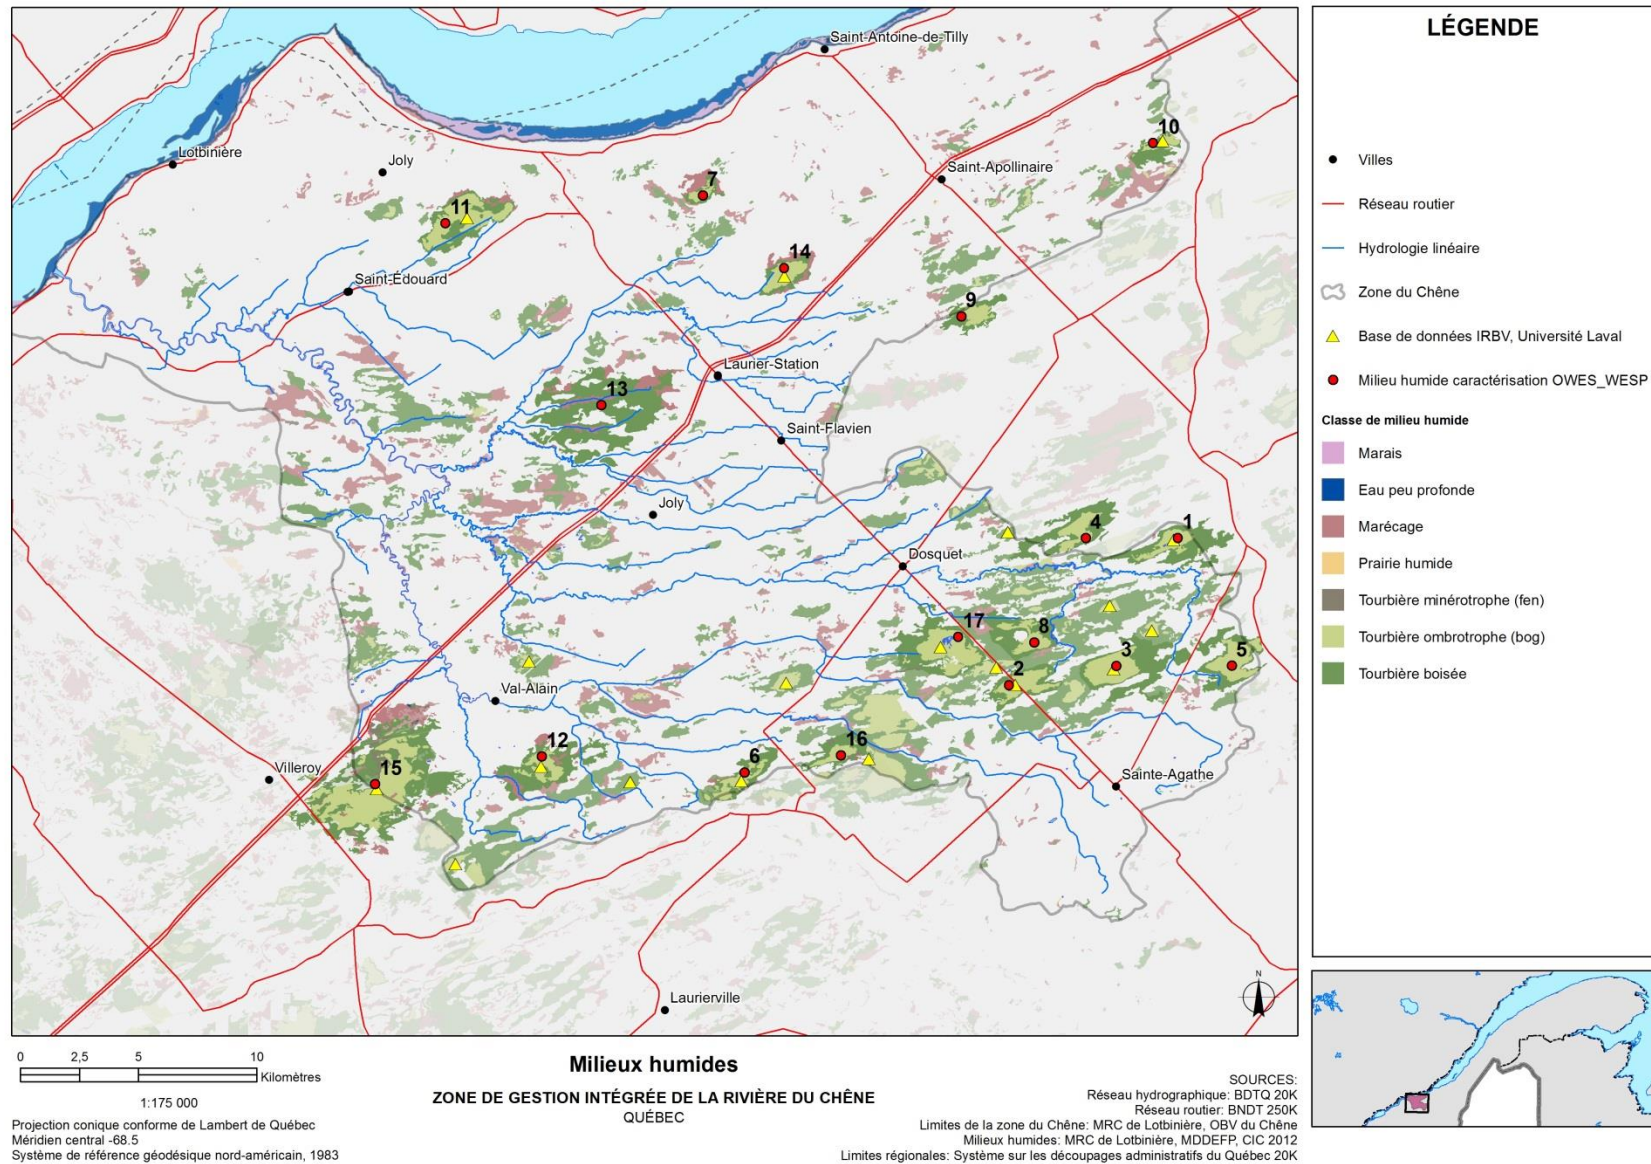 Saint-Antoine-de-Tilly
10
Lotbinière
Joly
Saint-Apollinaire
7
11
14
Saint-Édouard
9
Laurier-Station
13
Saint-Flavien
Joly
4
1
Dosquet
17
8
3
5
2
Val-Alain
12
16
6
15
Villeroy
Sainte-Agathe
Laurierville
N
LÉGENDE
Villes
Réseau routier
Hydrologie linéaire
Zone du Chêne
Base de données IRBV, Université Laval
Milieu humide caractérisation OWES_WESP
Classe de milieu humide
Marais
Eau peu profonde
Marécage
Prairie humide
Tourbière minérotrophe (fen)
Tourbière ombrotrophe (bog)
Tourbière boisée
0 2,5 5 10
Kilomètres
1:175 000
Projection conique conforme de Lambert de Québec
Méridien central -68.5
Système de référence géodésique nord-américain, 1983
Milieux humides
ZONE DE GESTION INTÉGRÉE DE LA RIVIÈRE DU CHÊNE
QUÉBEC
SOURCES:
Réseau hydrographique: BDTQ 20K
Réseau routier: BNDT 250K
Limites de la zone du Chêne: MRC de Lotbinière, OBV du Chêne
Milieux humides: MRC de Lotbinière, MDDEFP, CIC 2012
Limites régionales: Système sur les découpages administratifs du Québec 20K